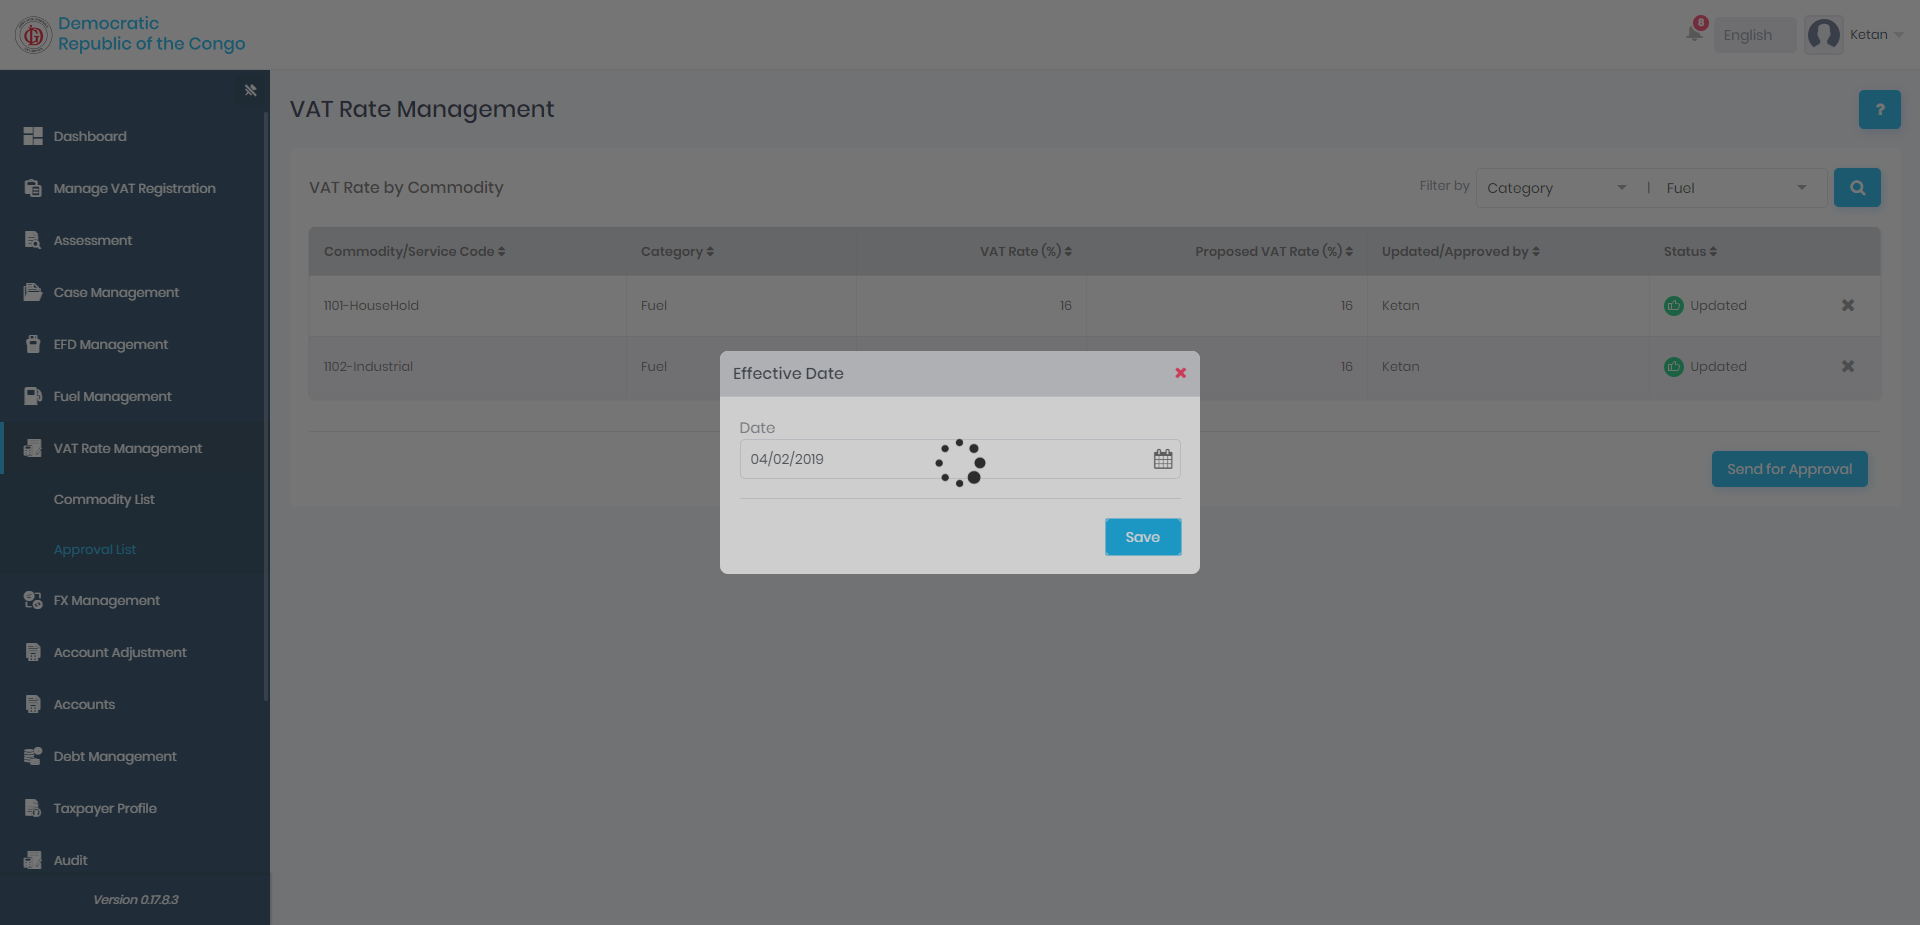 Democratic
Republic of the Congo
8
English
Ketan
Dashboard
Manage VAT Registration
Assessment
Case Management
EFD Management
Fuel Management
VAT Rate Management
Commodity List
Approval List
FX Management
Account Adjustment
Accounts
Debt Management
Taxpayer Profile
Audit
Version 0.17.8.3
VAT Rate Management
?
VAT Rate by Commodity
Filter by Category | Fuel
Commodity/Service Code Category VAT Rate (%) Proposed VAT Rate (%) Updated/Approved by Status
1101-HouseHold Fuel 16 16 Ketan Updated
1102-Industrial Fuel 16 Ketan Updated
Send for Approval
Effective Date
Date
04/02/2019
Save